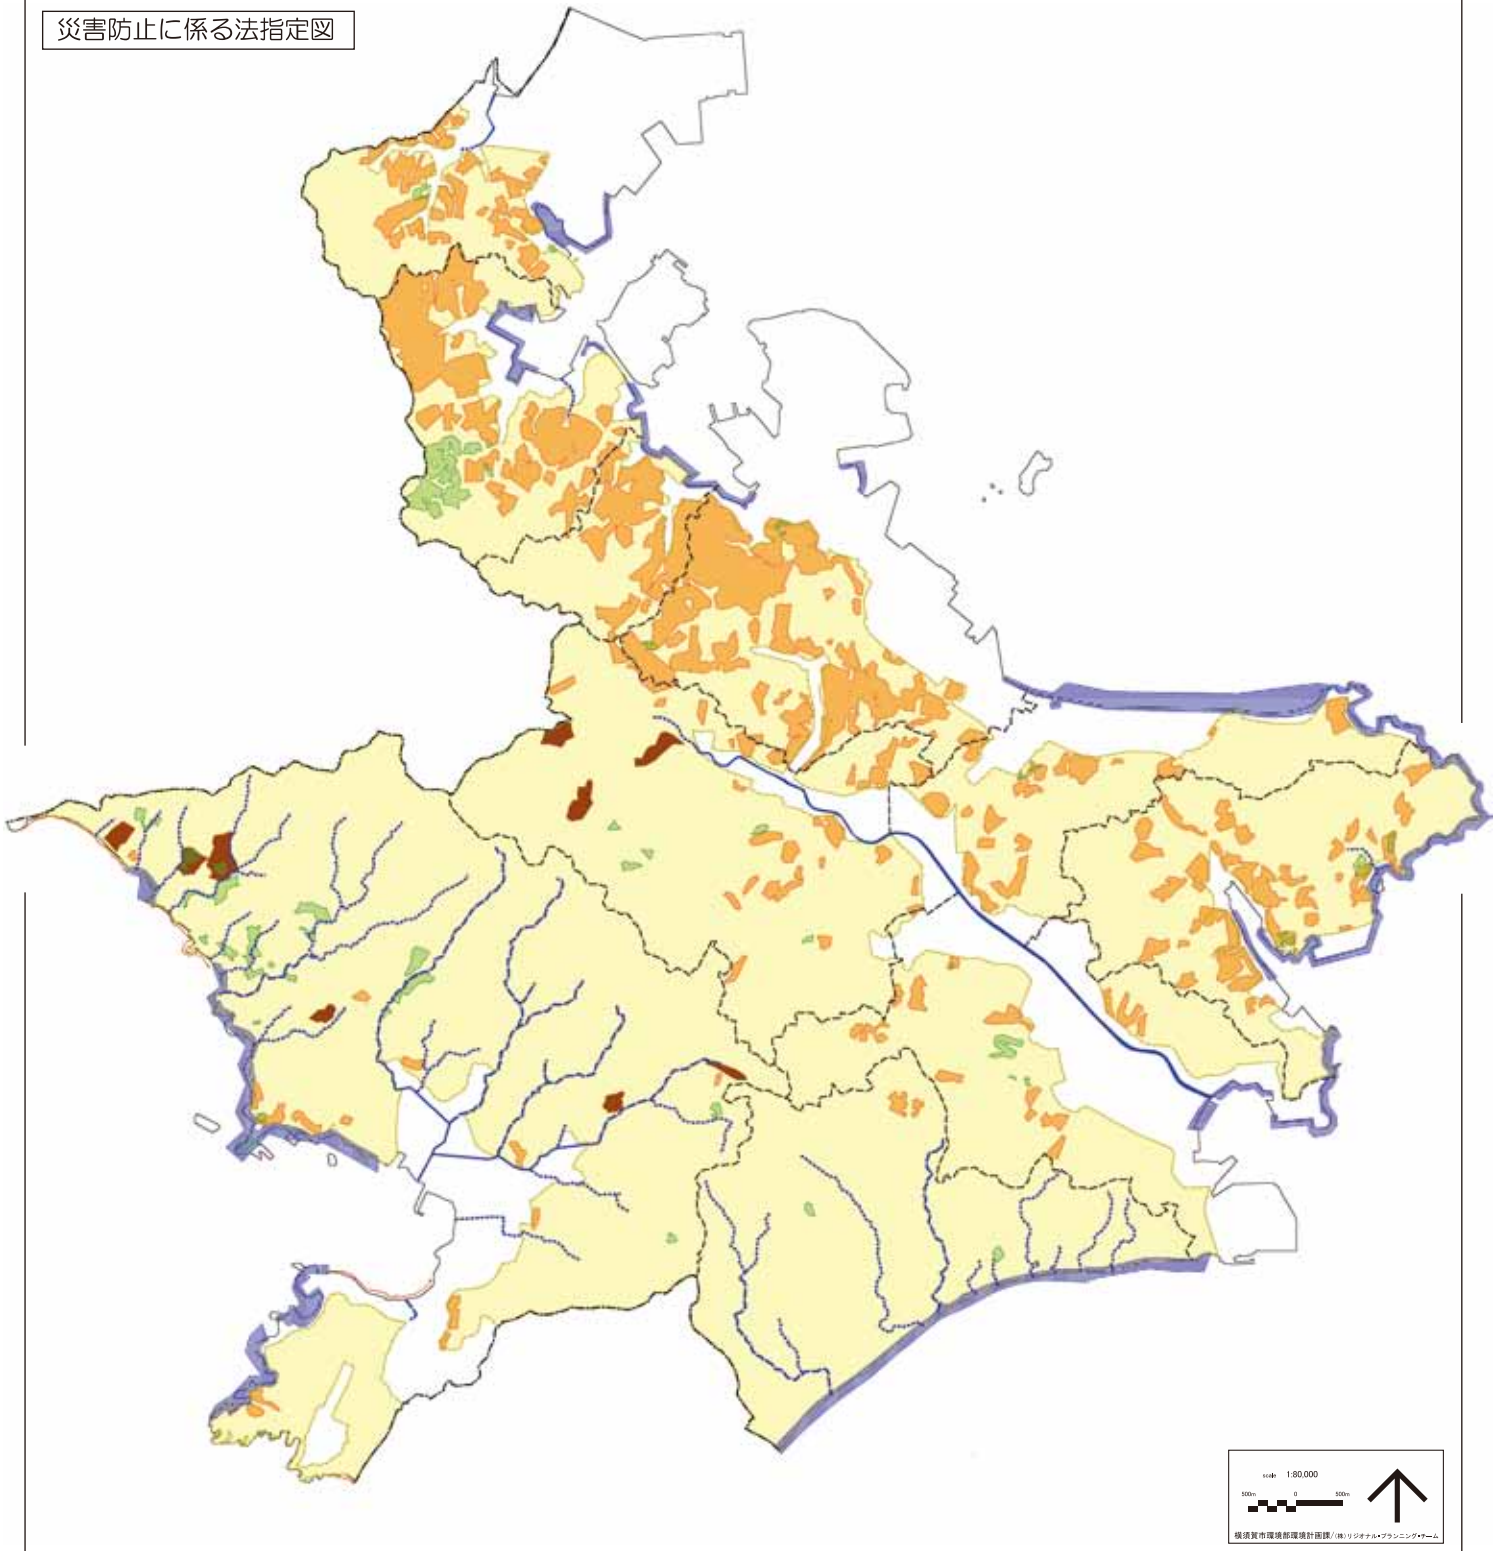 災害防止に係る法指定図
scale 1:80,000
500m 0 500m
横須賀市環境部環境計画課/(株)リジオナル・プランニング・チーム